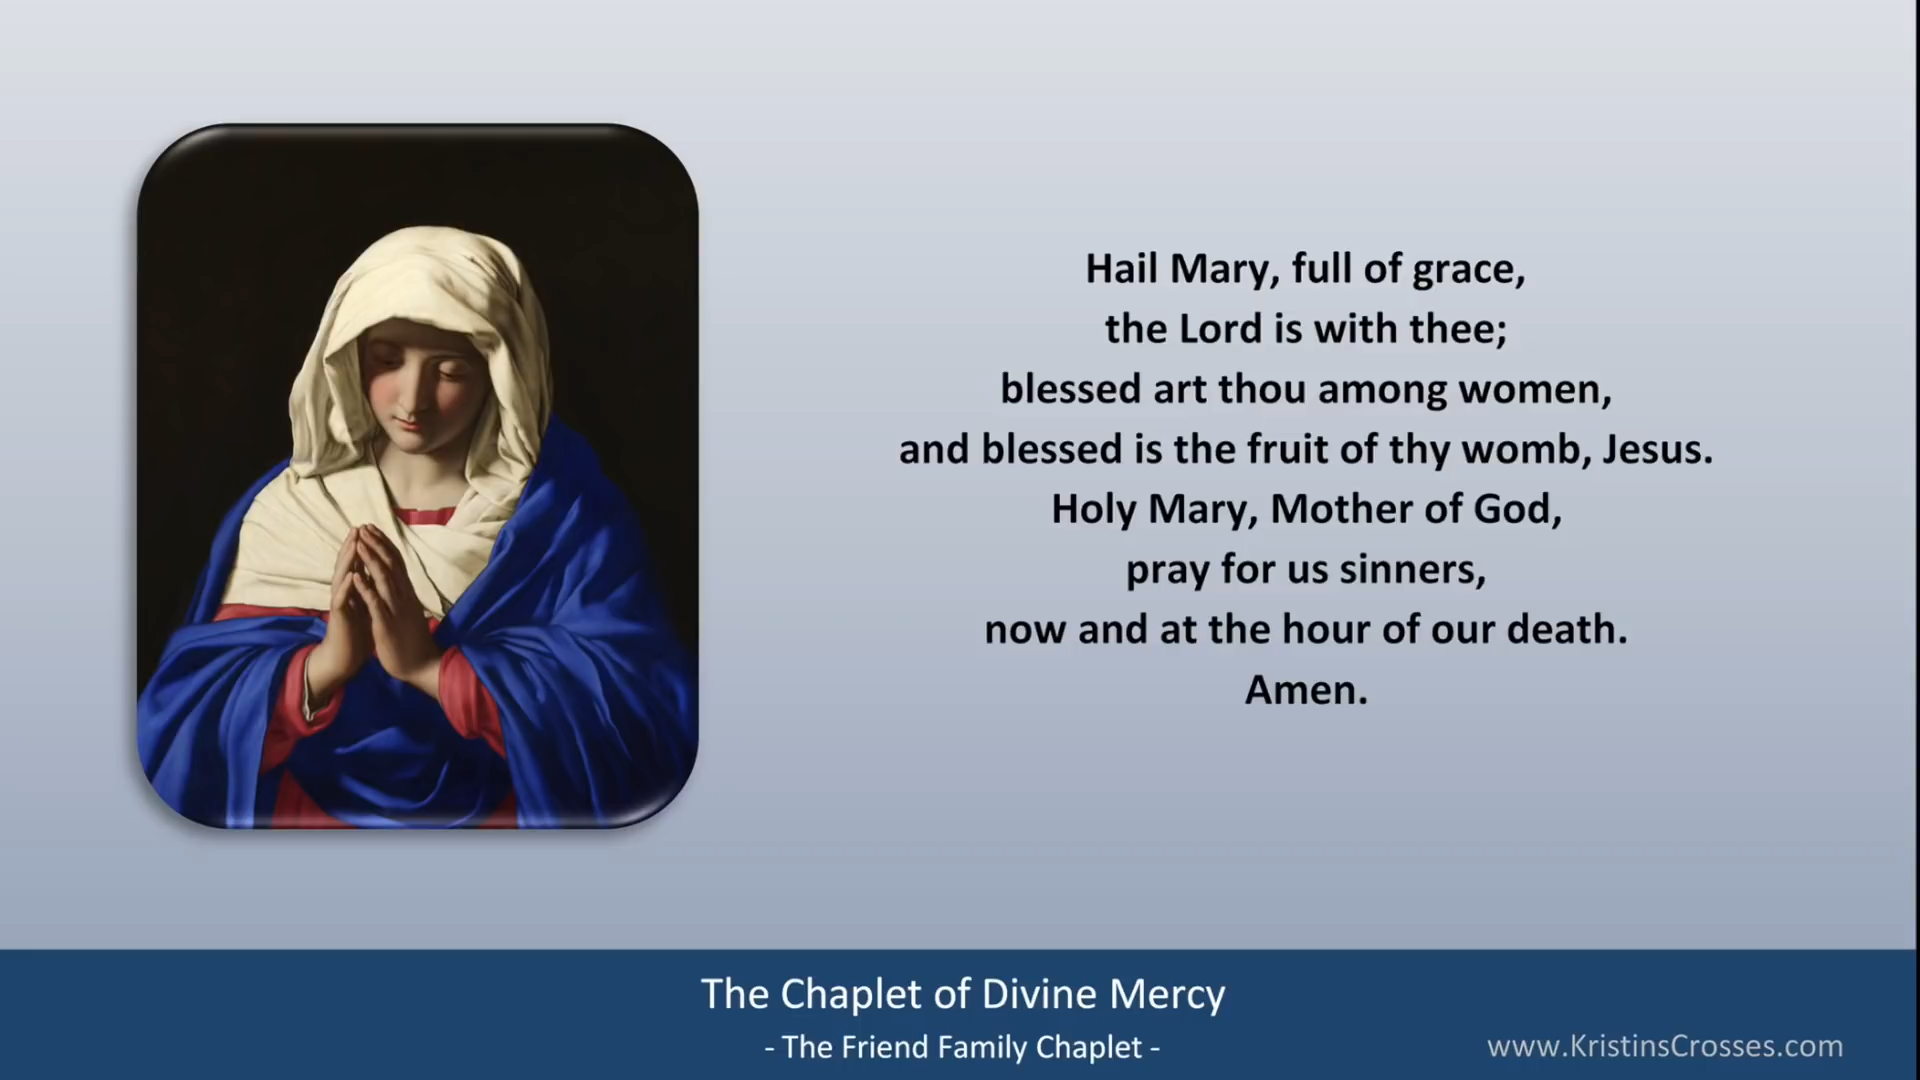 Hail Mary, full of grace,
the Lord is with thee;
blessed art thou among women,
and blessed is the fruit of thy womb, Jesus.
Holy Mary, Mother of God,
pray for us sinners,
now and at the hour of our death.
Amen.
The Chaplet of Divine Mercy
- The Friend Family Chaplet -
www.KristinsCrosses.com